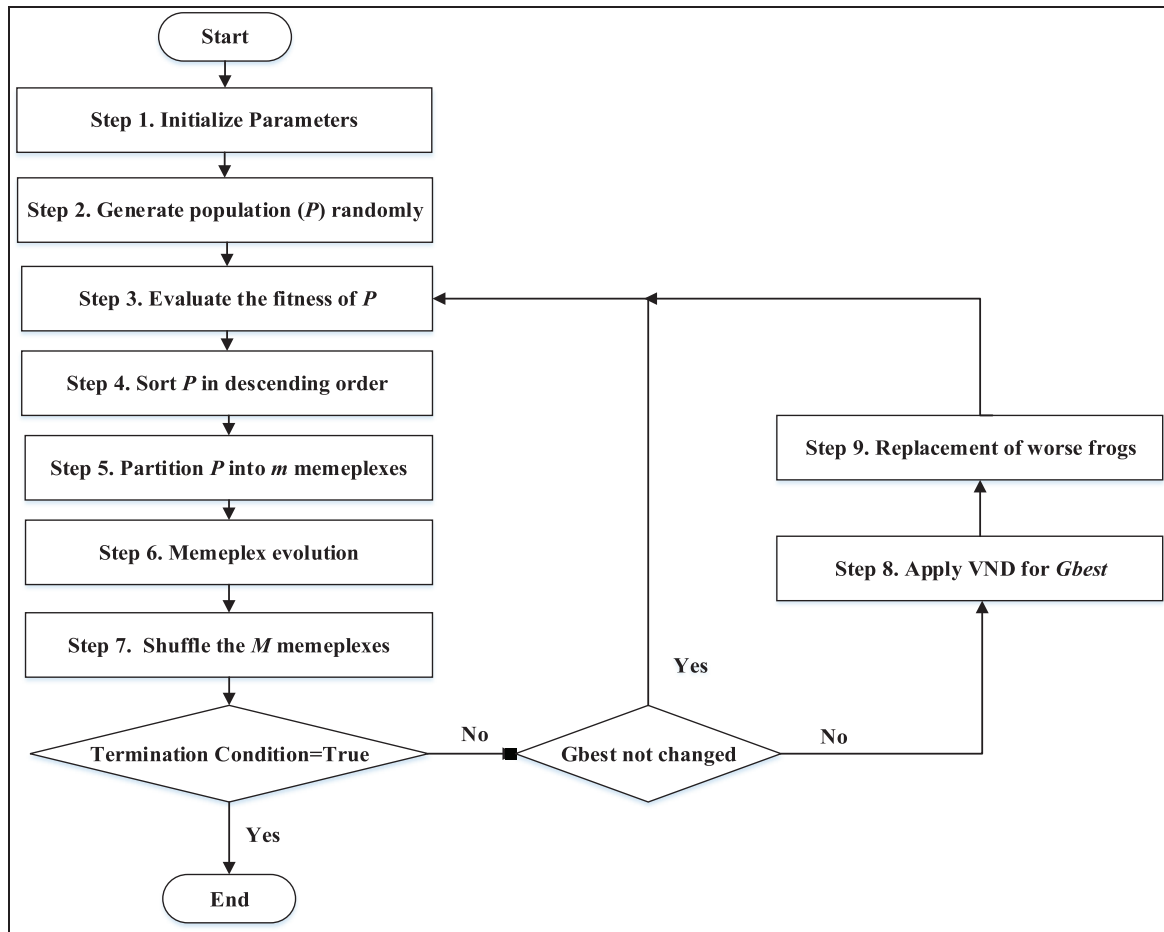 Start
Step 1. Initialize Parameters
Step 2. Generate population (P) randomly
Step 3. Evaluate the fitness of P
Step 4. Sort P in descending order
Step 5. Partition P into m memeplexes
Step 6. Memeplex evolution
Step 7. Shuffle the M memeplexes
Termination Condition=True
No
Yes
End
Gbest not changed
Yes
No
Step 8. Apply VND for Gbest
Step 9. Replacement of worse frogs